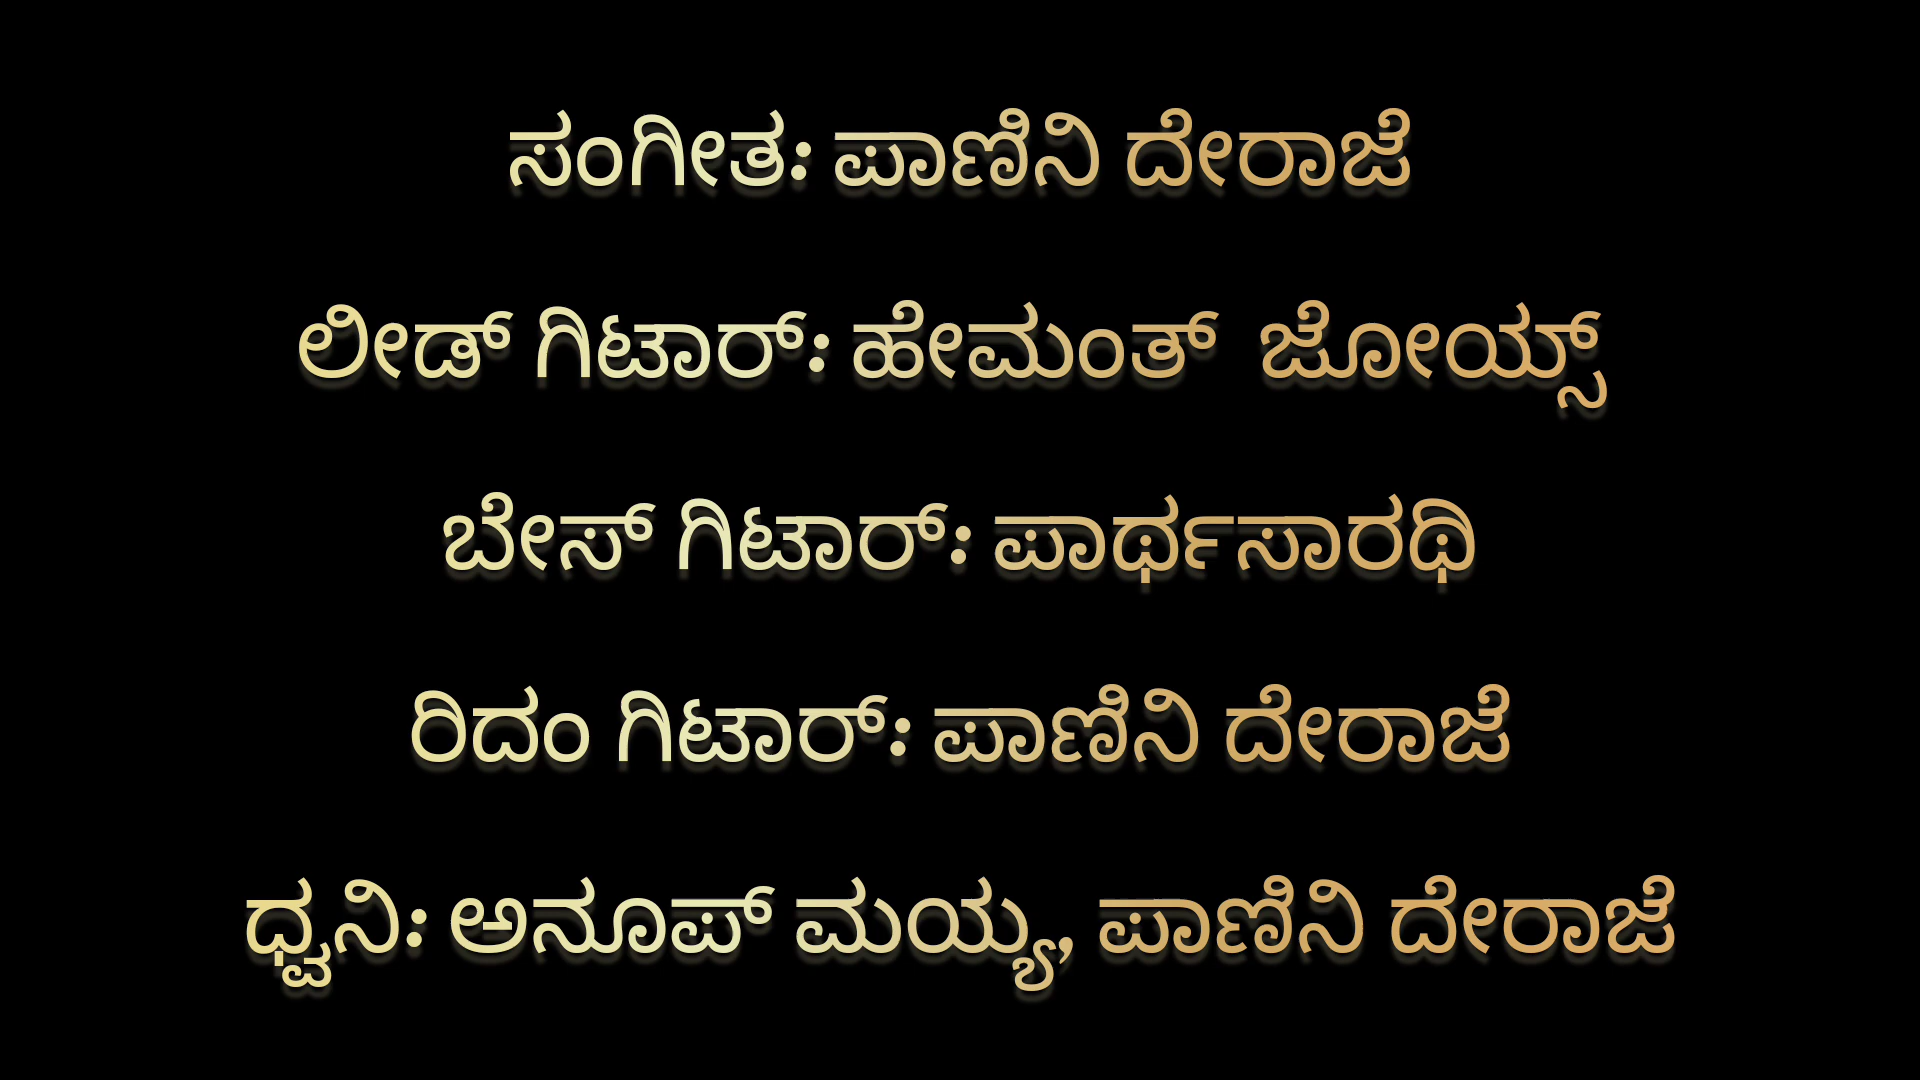 ಸಂಗೀತ: ಪಾಣಿನಿ ದೇರಾಜೆ
ಲೀಡ್ ಗಿಟಾರ್: ಹೇಮಂತ್ ಜೋಯ್ಸ್
ಬೇಸ್ ಗಿಟಾರ್: ಪಾರ್ಥಸಾರಥಿ
ರಿದಂ ಗಿಟಾರ್: ಪಾಣಿನಿ ದೇರಾಜೆ
ಧ್ವನಿ: ಅನೂಪ್ ಮಯ್ಯ, ಪಾಣಿನಿ ದೇರಾಜೆ